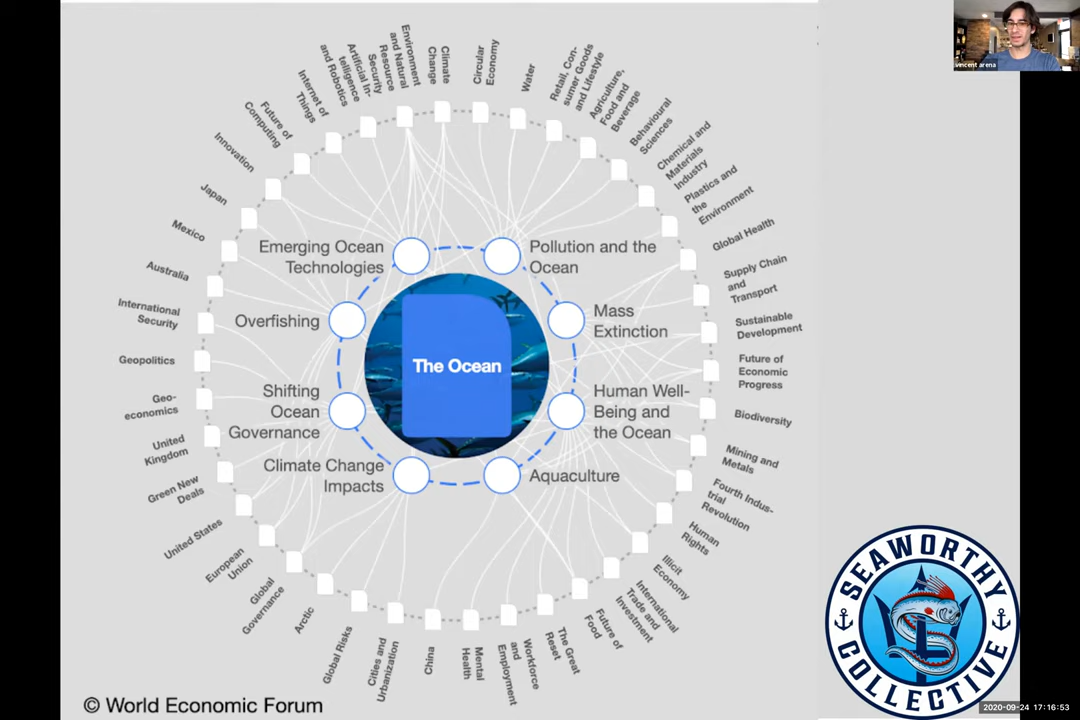 vincent arena
Climate
Change
Circular
Economy
Water
Retail, Con-
sumer Goods
and Lifestyle
Agriculture,
Food and
Beverage
Behavioural
Sciences
Chemical and
Materials
Industry
Plastics and
the
Environment
Global Health
Supply Chain
and
Transport
Sustainable
Development
Future of
Economic
Progress
Biodiversity
Mining and
Metals
Fourth Indus-
trial
Revolution
Human
Rights
Illicit
Economy
International
Trade and
Investment
Future of
Food
The Great
Reset
Workforce
and
Employment
Mental
Health
China
Cities and
Urbanization
Global Risks
Arctic
Global
Governance
European
Union
United States
Green New
Deals
United
Kingdom
Geo-
economics
Geopolitics
International
Security
Australia
Mexico
Japan
Innovation
Future of
Computing
Internet of
Things
Artificial In-
telligence
and Robotics
Environment
and Natural
Resource
Security
Emerging Ocean
Technologies
Pollution and the
Ocean
Overfishing
Mass
Extinction
The Ocean
Shifting
Ocean
Governance
Human Well-
Being and
the Ocean
Climate Change
Impacts
Aquaculture
SEAWORTHY
COLLECTIVE
© World Economic Forum
2020-09-24 17:16:53